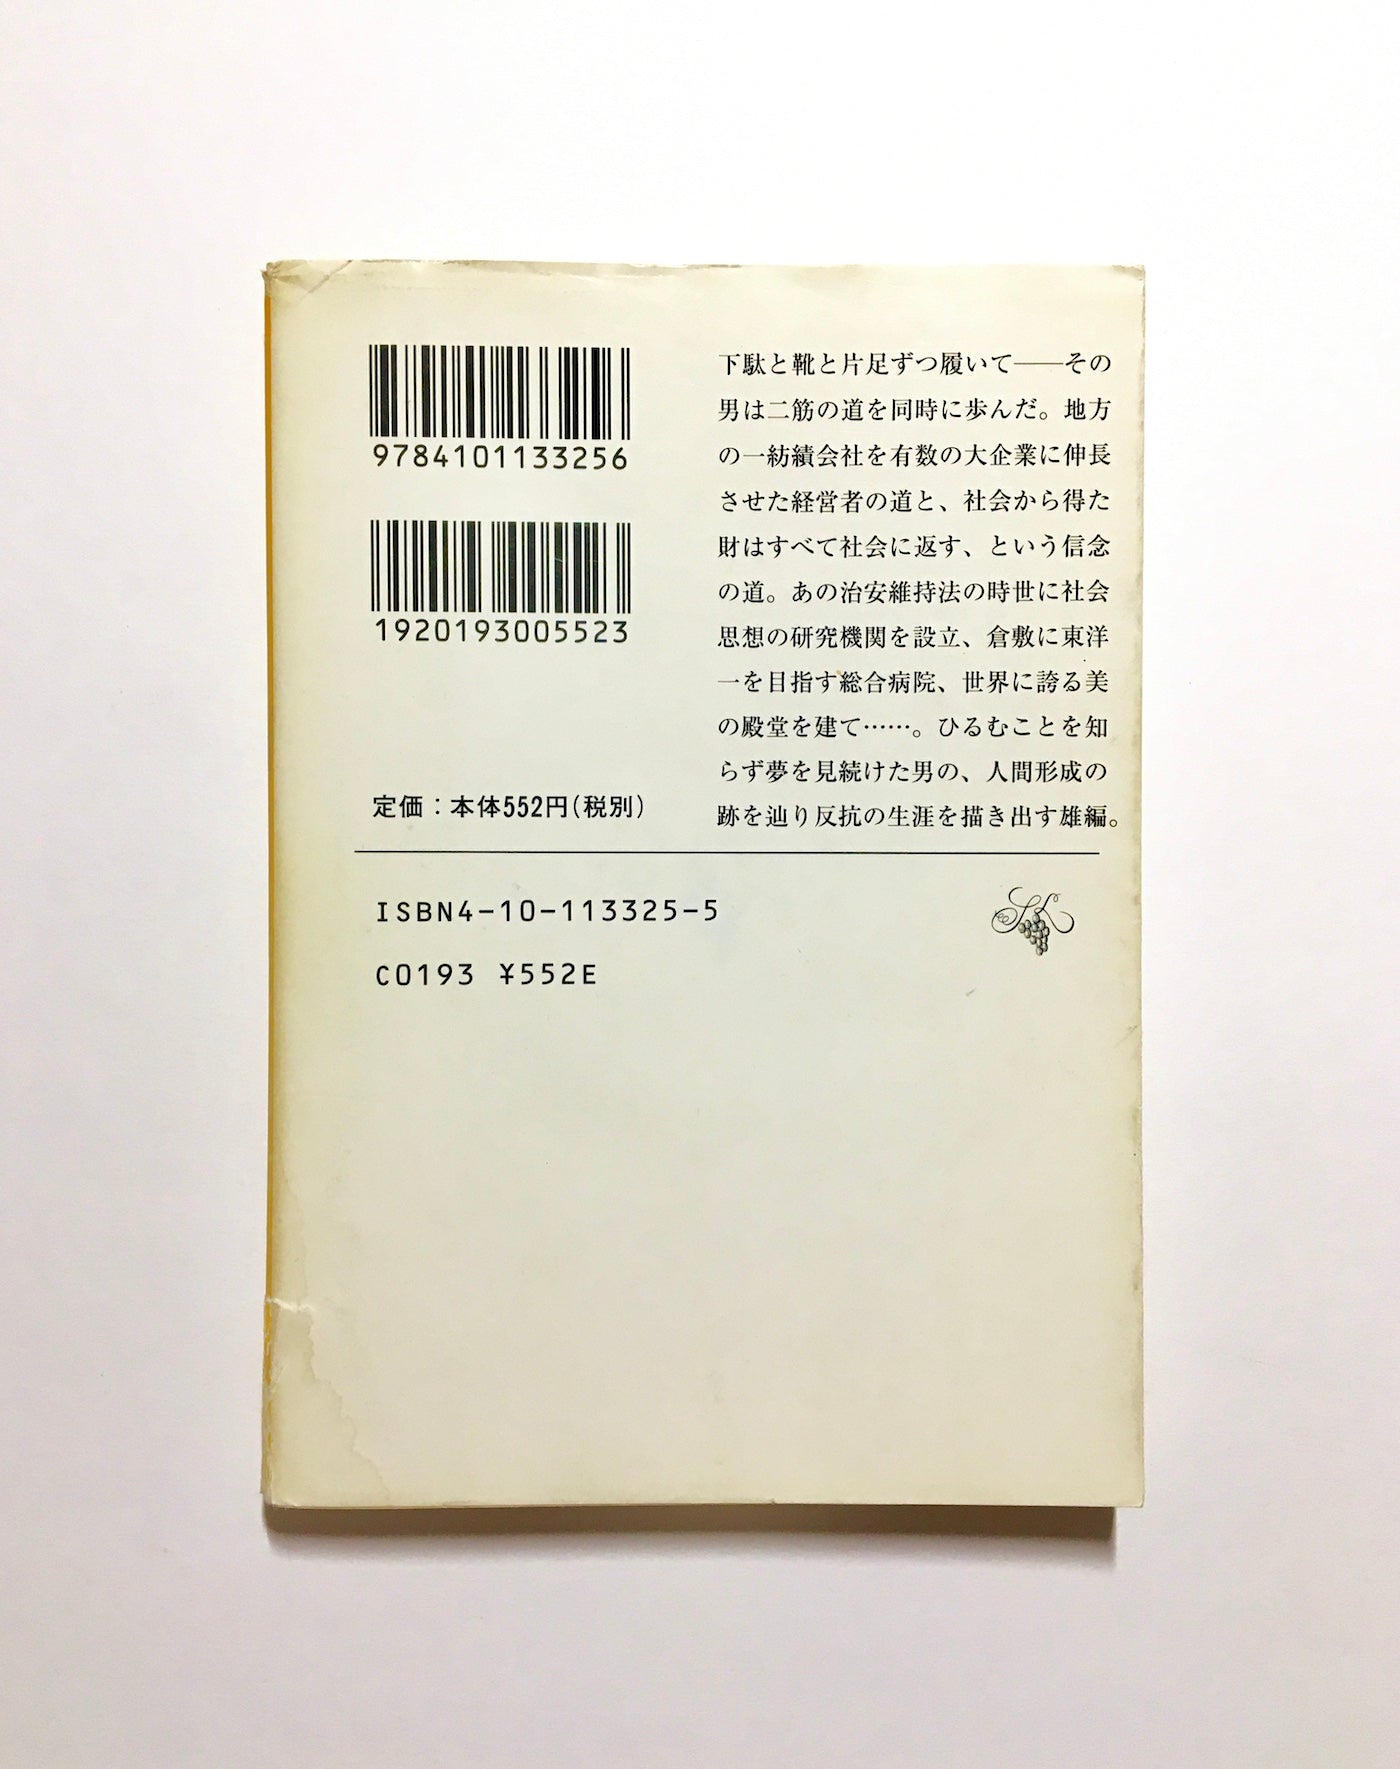 9784101133256
1920193005523
定価：本体552円(税別)
下駄と靴と片足ずつ履いて――その
男は二筋の道を同時に歩んだ。地方
の一紡績会社を有数の大企業に伸長
させた経営者の道と、社会から得た
財はすべて社会に返す、という信念
の道。あの治安維持法の時世に社会
思想の研究機関を設立、倉敷に東洋
一を目指す総合病院、世界に誇る美
の殿堂を建て……。ひるむことを知
らず夢を見続けた男の、人間形成の
跡を辿り反抗の生涯を描き出す雄編。
ISBN4-10-113325-5
C0193 ¥552E
SK